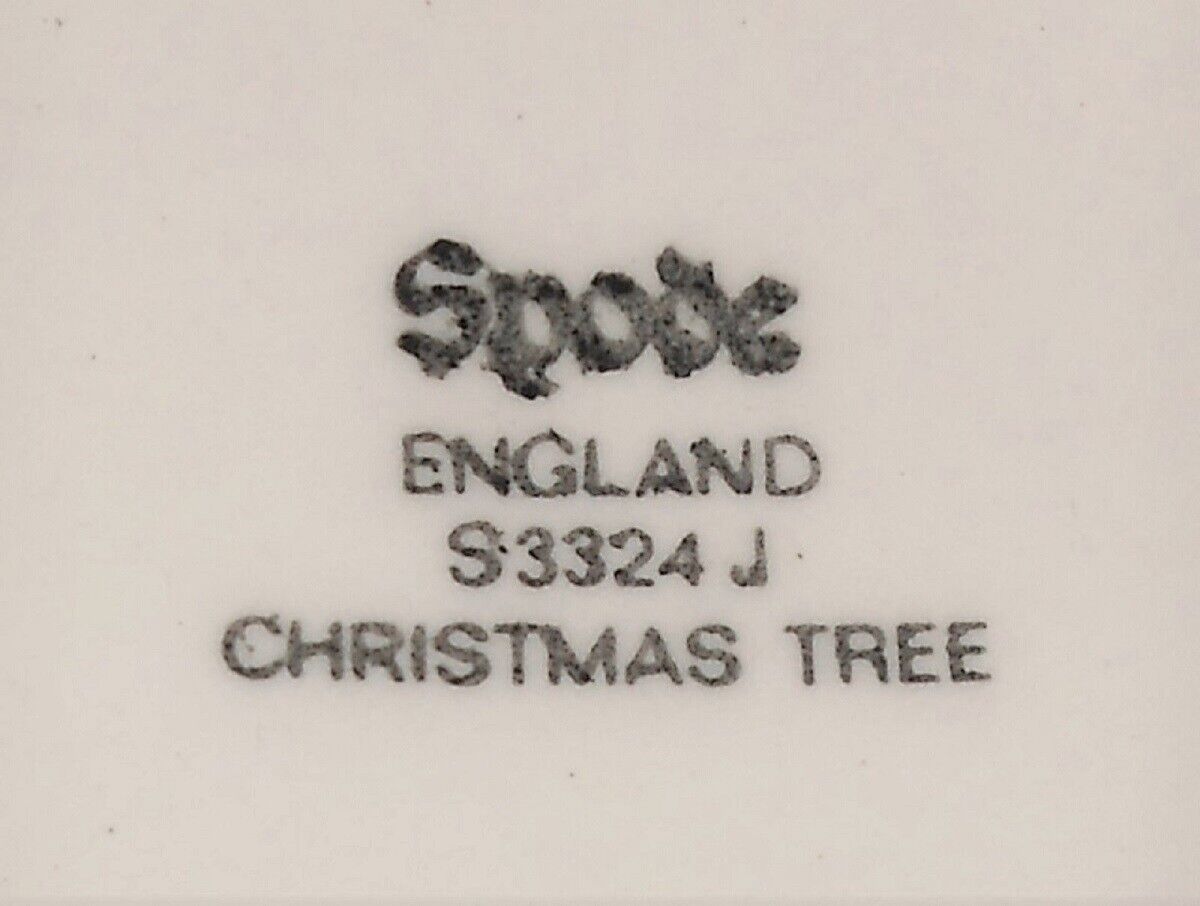 Spode
ENGLAND
S3324 J
CHRISTMAS TREE